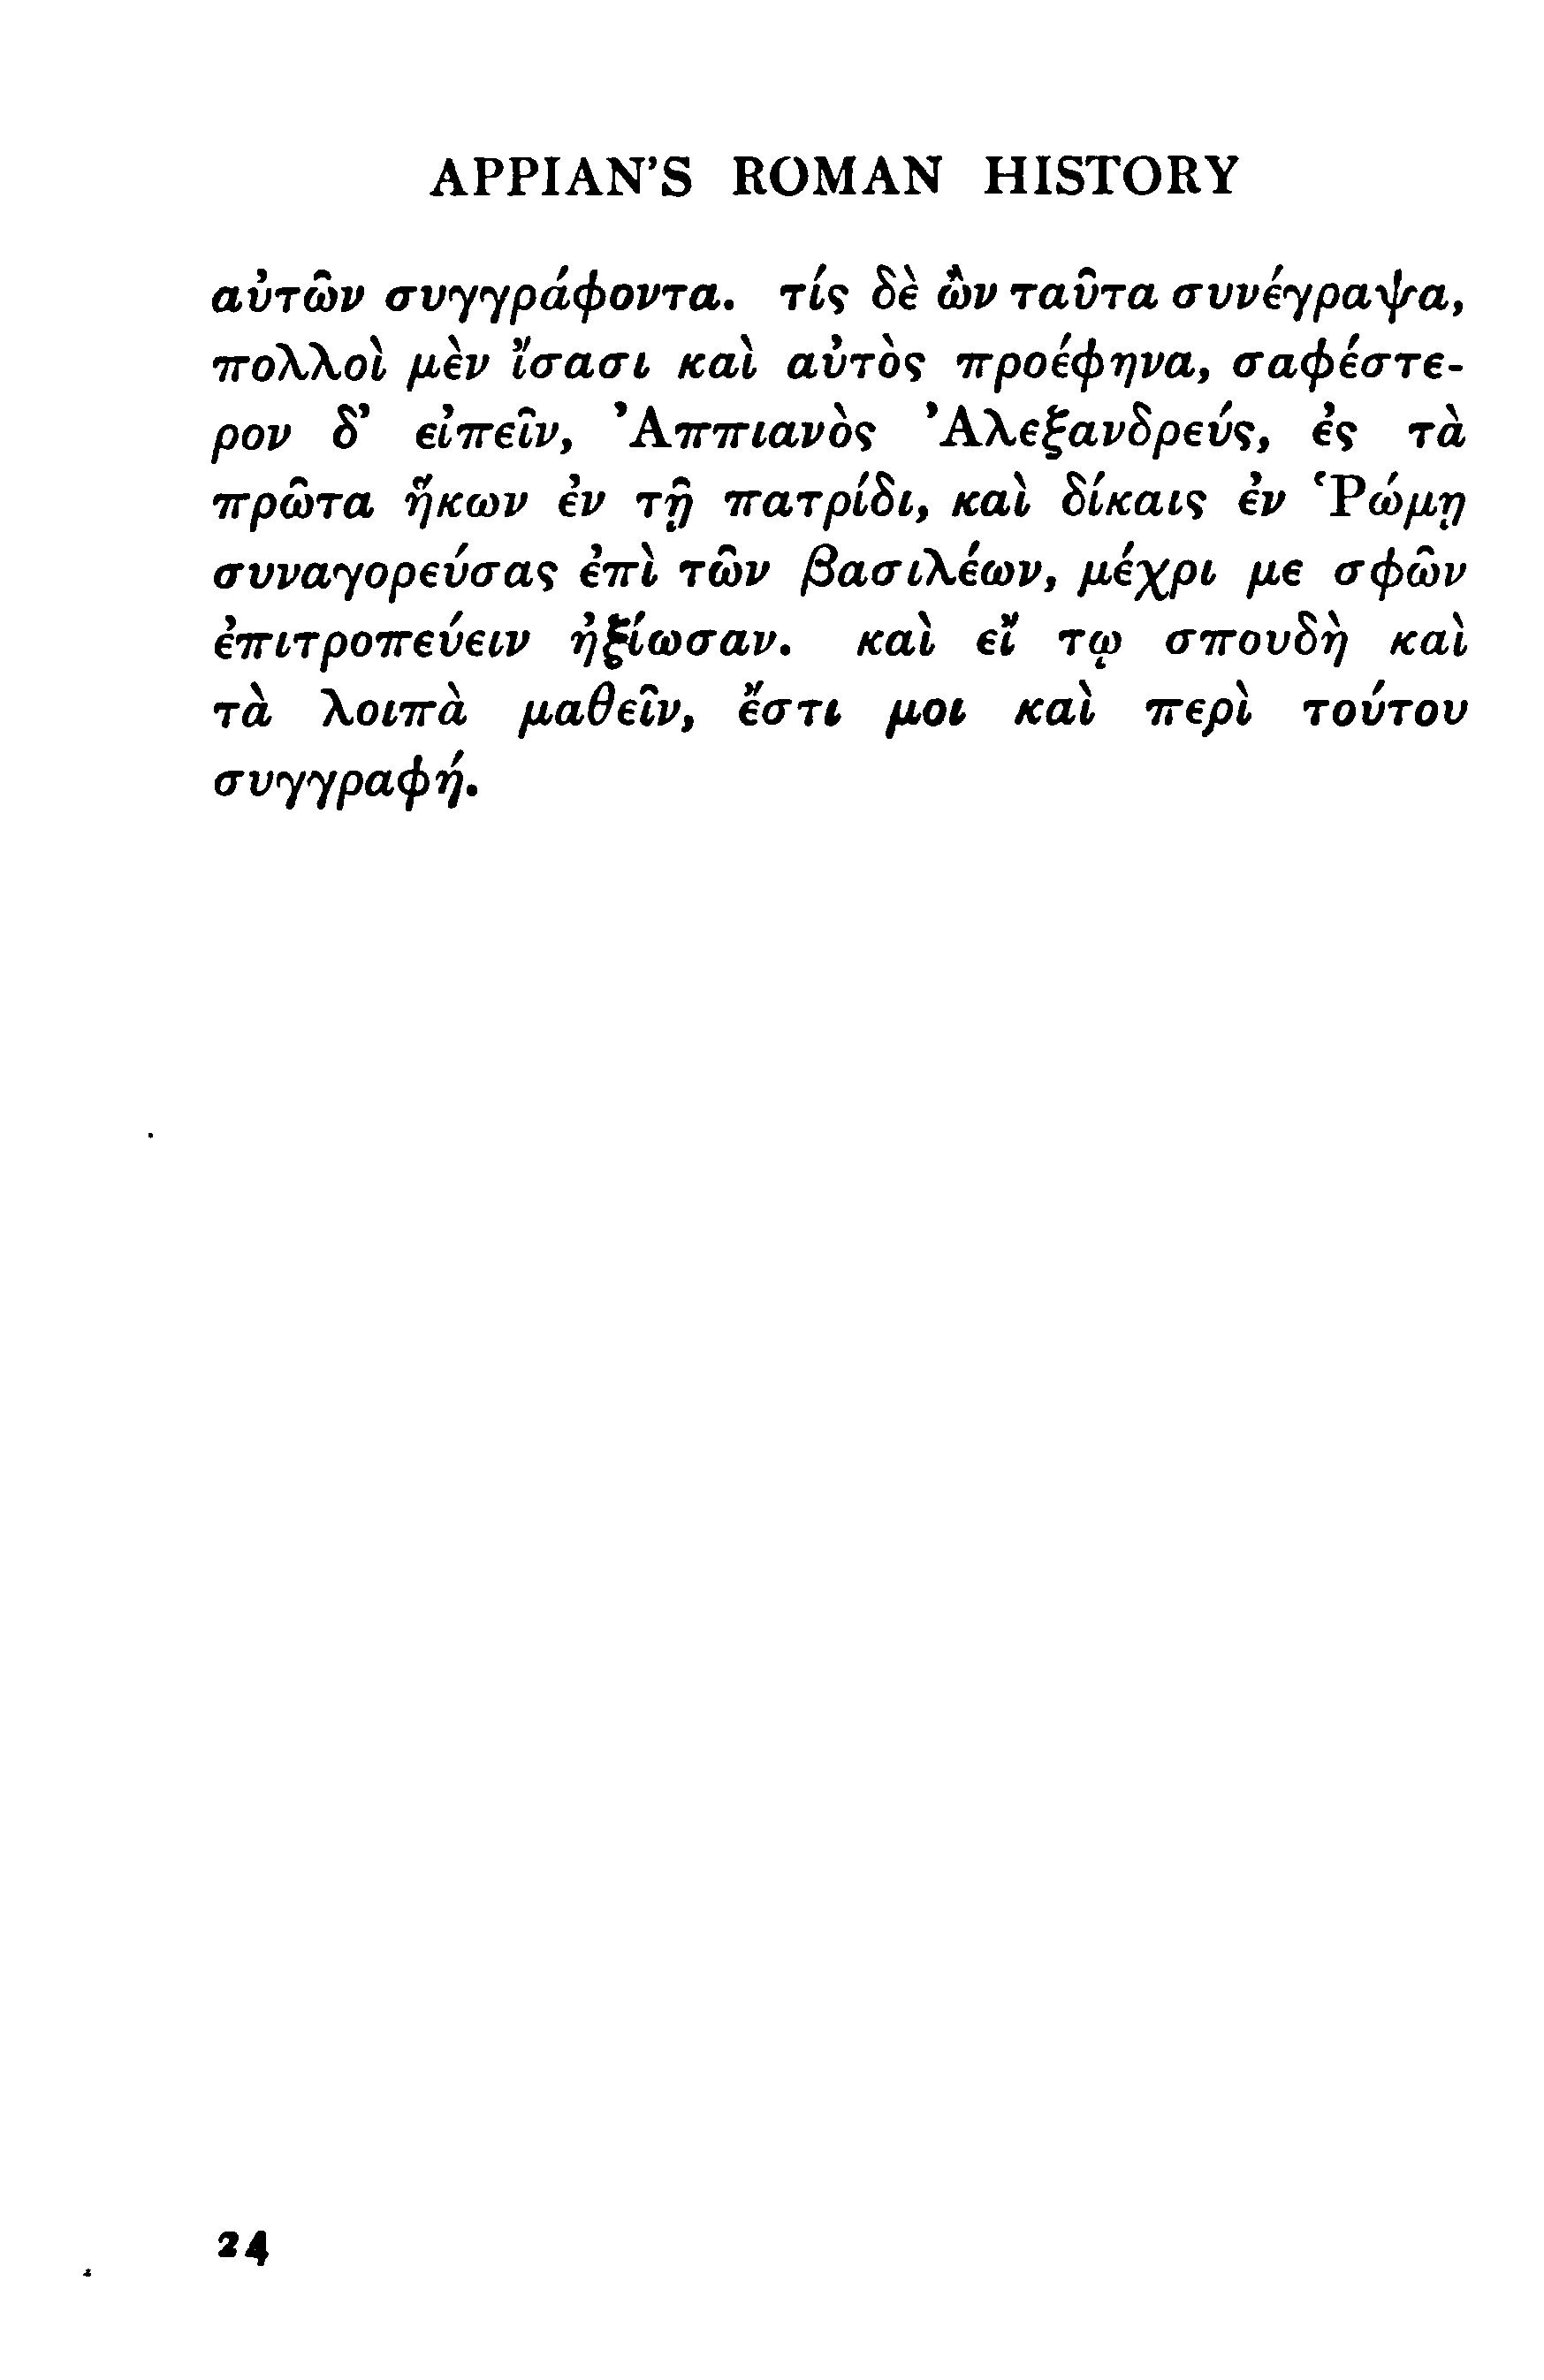 APPIAN'S ROMAN HISTORY
αὐτῶν συγγράφοντα. τίς δὲ ὢν ταῦτα συνέγραψα,
πολλοὶ μὲν ἴσασι καὶ αὐτὸς προέφηνα, σαφέστε-
ρον δ' εἰπεῖν, Ἀππιανὸς Ἀλεξανδρεύς, ἐς τὰ
πρῶτα ἥκων ἐν τῇ πατρίδι, καὶ δίκαις ἐν Ῥώμῃ
συναγορεύσας ἐπὶ τῶν βασιλέων, μέχρι με σφῶν
ἐπιτροπεύειν ἠξίωσαν. καὶ εἴ τῳ σπουδὴ καὶ
τὰ λοιπὰ μαθεῖν, ἔστι μοι καὶ περὶ τούτου
συγγραφή.
24